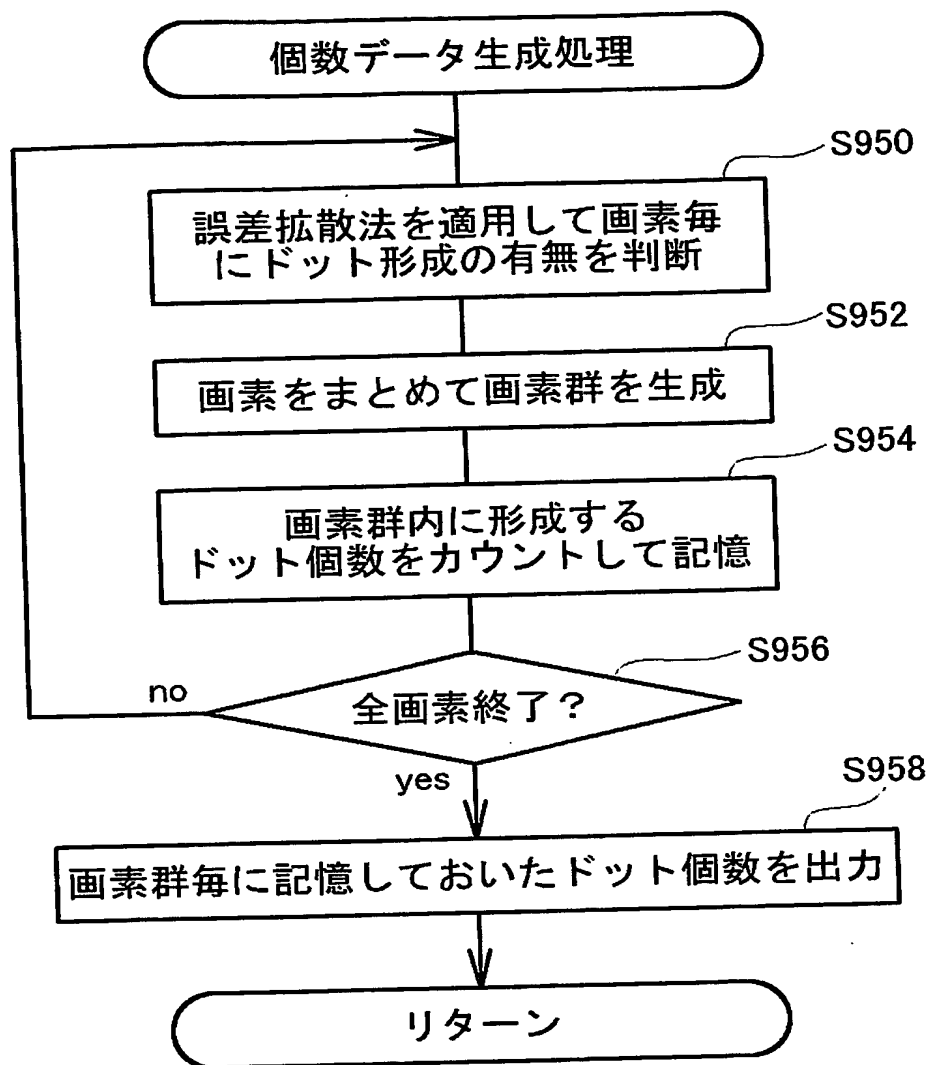 個数データ生成処理
S950
誤差拡散法を適用して画素毎
にドット形成の有無を判断
S952
画素をまとめて画素群を生成
S954
画素群内に形成する
ドット個数をカウントして記憶
S956
全画素終了?
no
yes
S958
画素群毎に記憶しておいたドット個数を出力
リターン